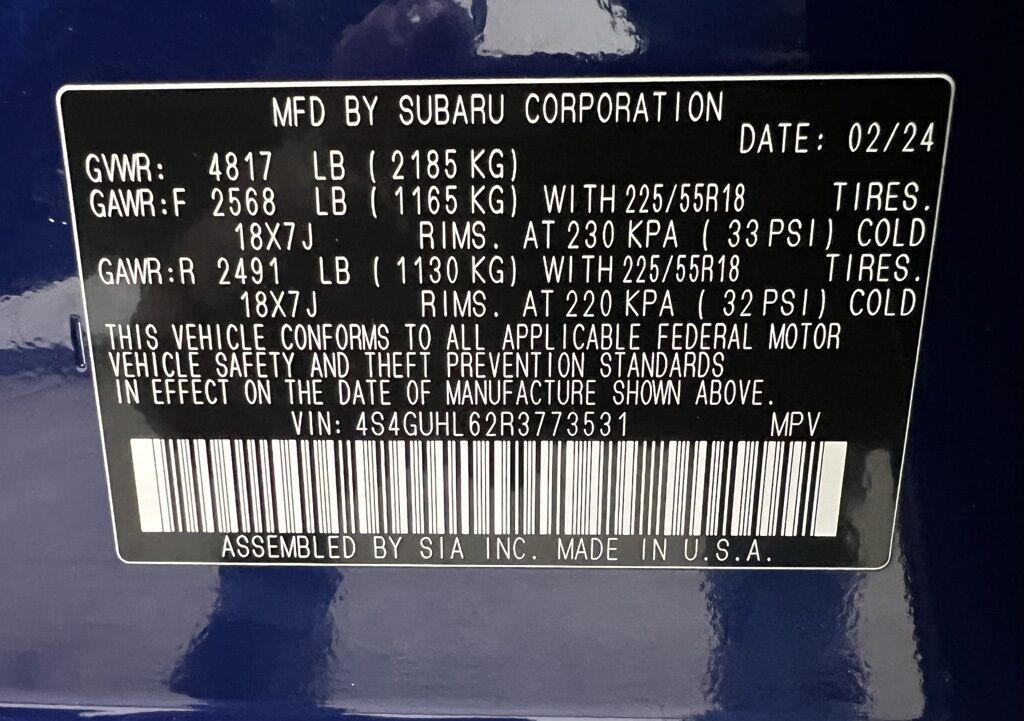 MFD BY SUBARU CORPORATION
DATE: 02/24
GVWR: 4817 LB ( 2185 KG)
GAWR:F 2568 LB ( 1165 KG) WITH 225/55R18 TIRES.
18X7J RIMS. AT 230 KPA ( 33 PSI) COLD
GAWR:R 2491 LB ( 1130 KG) WITH 225/55R18 TIRES.
18X7J RIMS. AT 220 KPA ( 32 PSI) COLD
THIS VEHICLE CONFORMS TO ALL APPLICABLE FEDERAL MOTOR
VEHICLE SAFETY AND THEFT PREVENTION STANDARDS
IN EFFECT ON THE DATE OF MANUFACTURE SHOWN ABOVE.
VIN: 4S4GUHL62R3773531 MPV
ASSEMBLED BY SIA INC. MADE IN U.S.A.